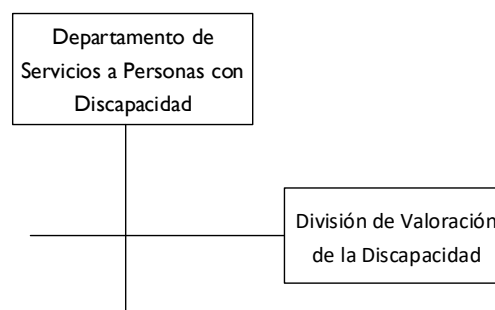 Departamento de
Servicios a Personas con
Discapacidad
División de Valoración
de la Discapacidad